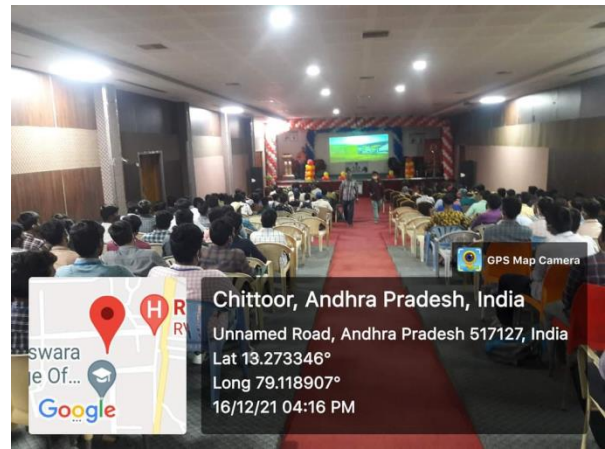 GPS Map Camera
Chittoor, Andhra Pradesh, India
Unnamed Road, Andhra Pradesh 517127, India
Lat 13.273346°
Long 79.118907°
16/12/21 04:16 PM
H
R
RV
swara
e Of...
Google